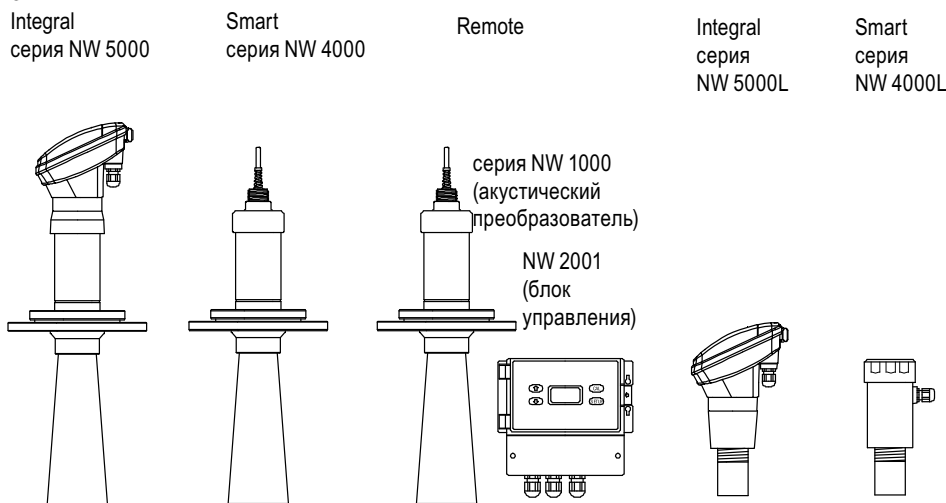 Integral
серия NW 5000
Smart
серия NW 4000
Remote
Integral
серия
NW 5000L
Smart
серия
NW 4000L
серия NW 1000
(акустический
преобразователь)
NW 2001
(блок
управления)
CAL